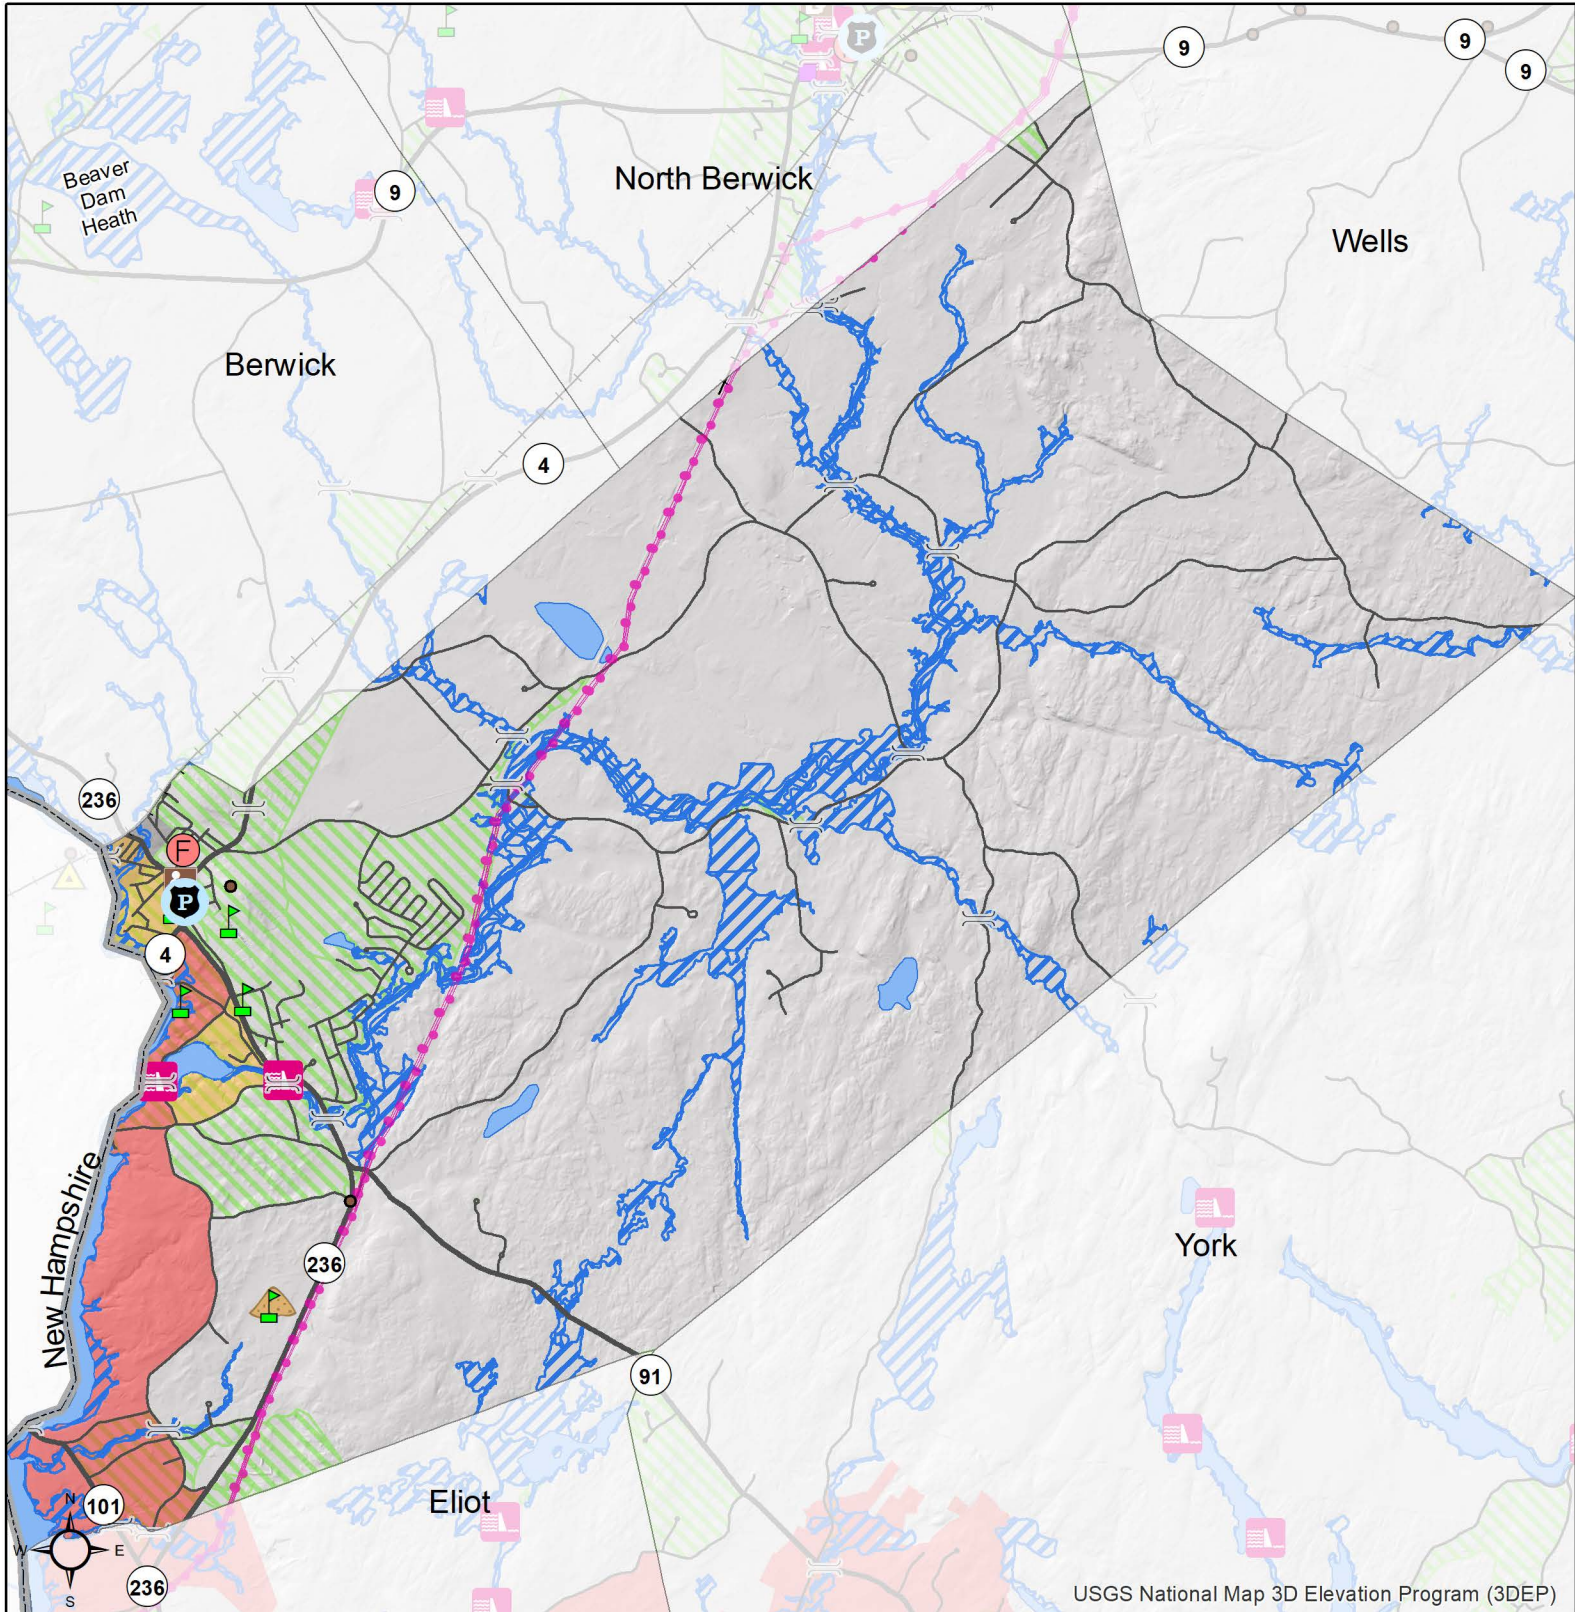 9
9
9
P
North Berwick
Beaver
Dam
Heath
9
Wells
Berwick
4
236
F
P
4
New Hampshire
236
York
91
Eliot
101
N
W
E
S
236
USGS National Map 3D Elevation Program (3DEP)